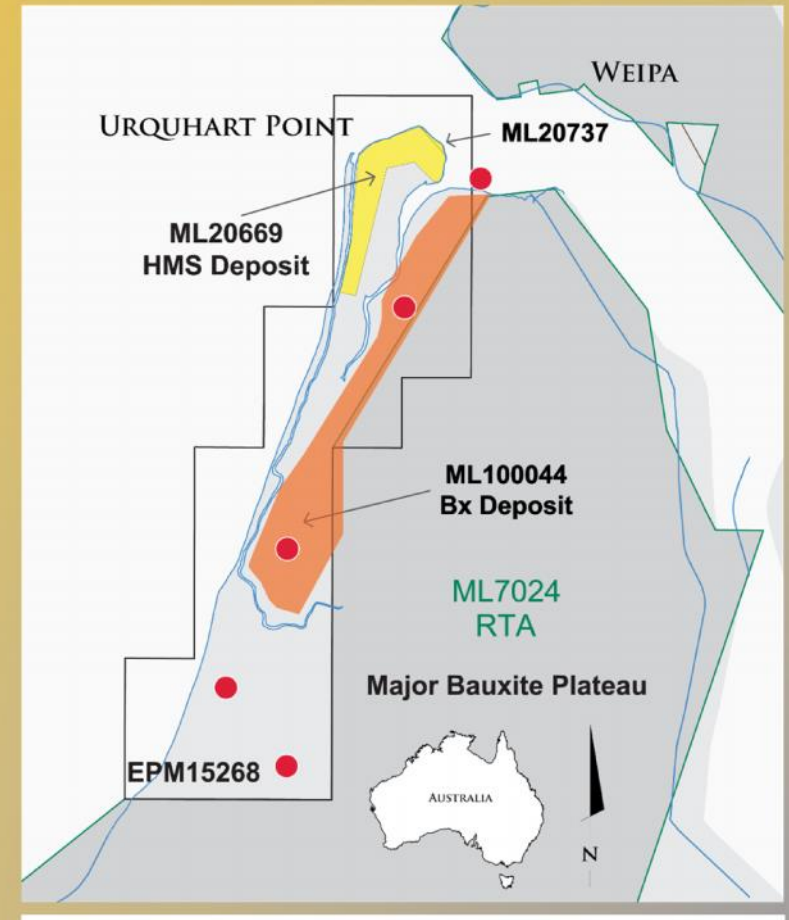 WEIPA
URQUHART POINT
ML20737
ML20669
HMS Deposit
ML100044
Bx Deposit
ML7024
RTA
Major Bauxite Plateau
EPM15268
AUSTRALIA
N